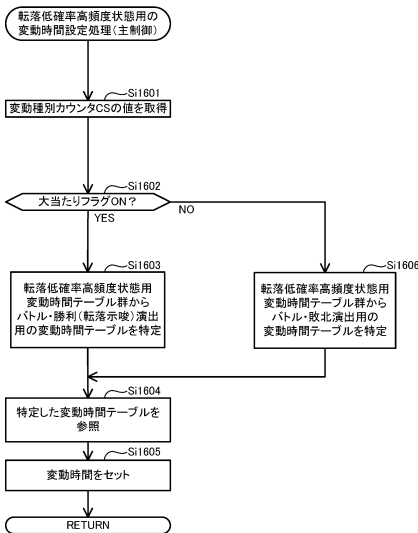 転落低確率高頻度状態用の
変動時間設定処理(主制御)
Si1601
変動種別カウンタCSの値を取得
Si1602
大当たりフラグON?
YES
NO
Si1603
転落低確率高頻度状態用
変動時間テーブル群から
バトル・勝利(転落示唆)演出
用の変動時間テーブルを特定
Si1606
転落低確率高頻度状態用
変動時間テーブル群から
バトル・敗北演出用の
変動時間テーブルを特定
Si1604
特定した変動時間テーブルを
参照
Si1605
変動時間をセット
RETURN